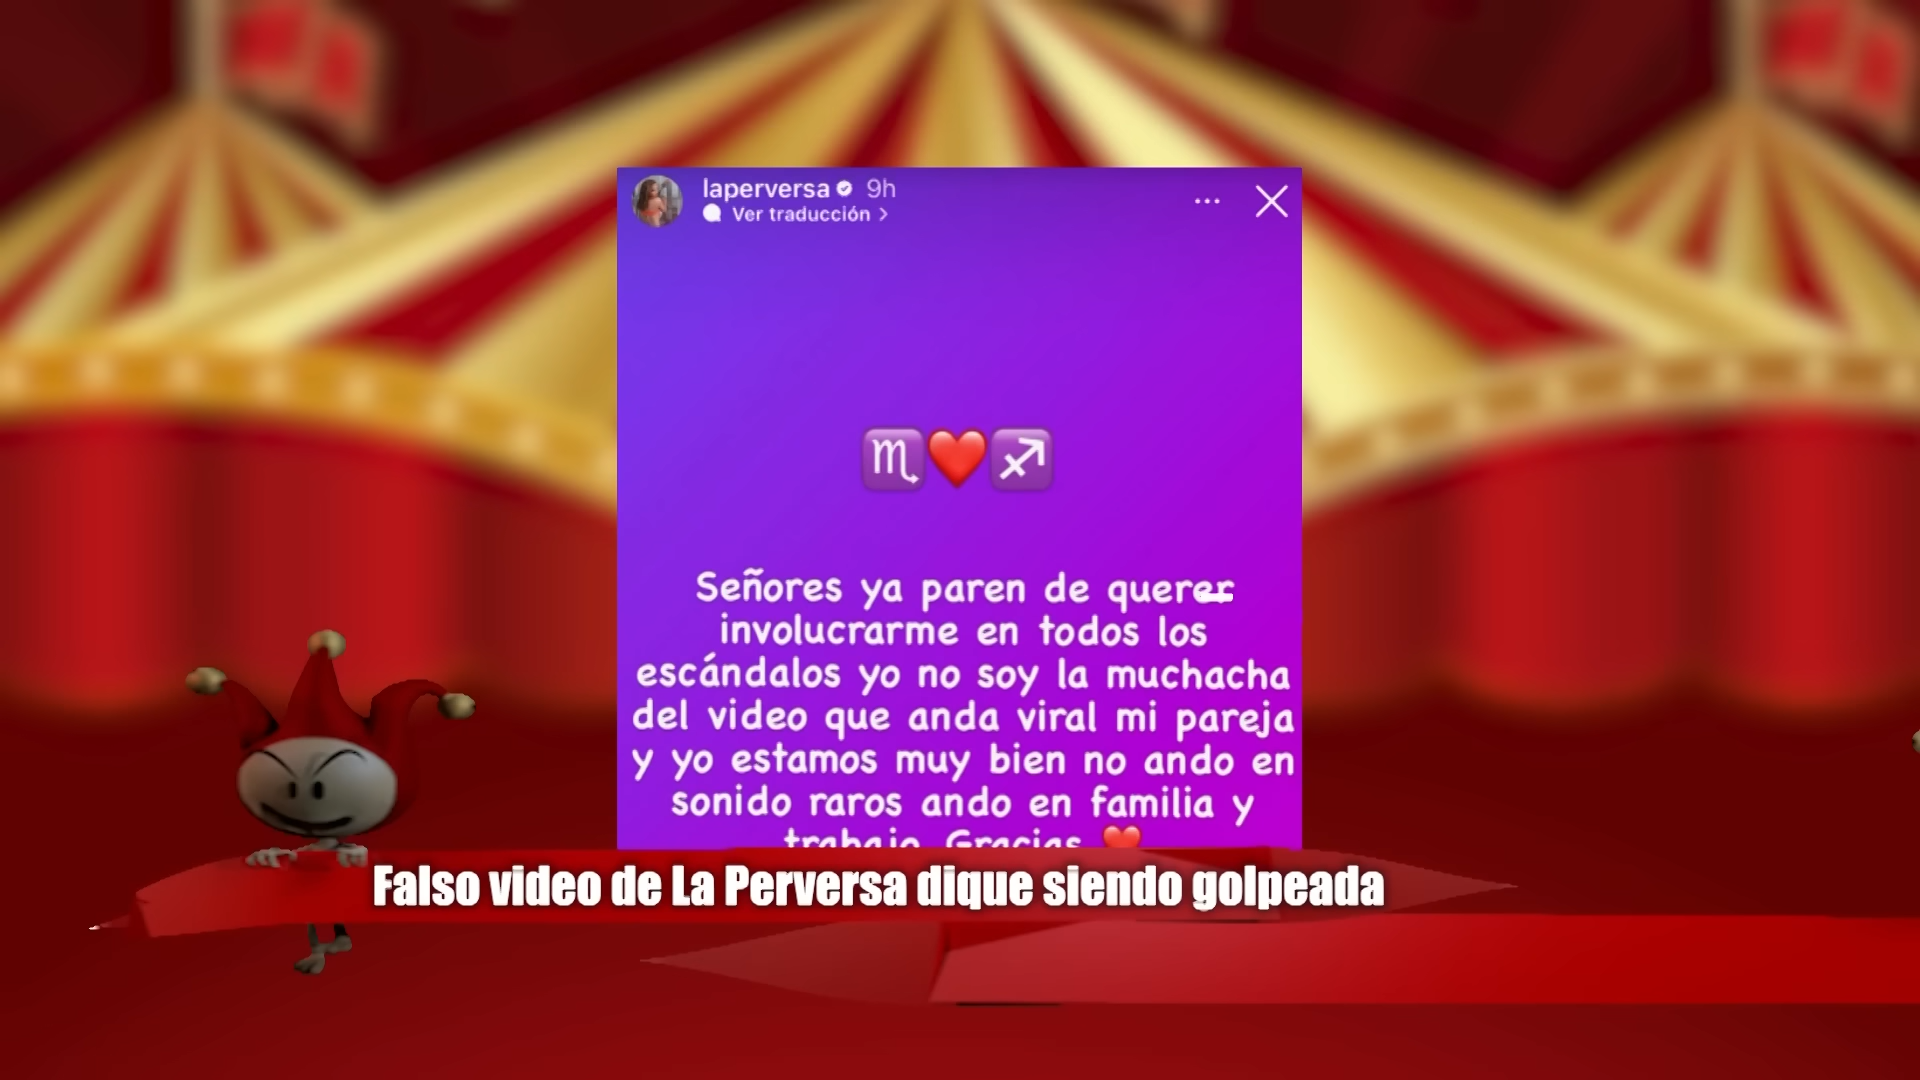 laperversa 9h
Ver traducción >
Señores ya paren de querer
involucrarme en todos los
escándalos yo no soy la muchacha
del video que anda viral mi pareja
y yo estamos muy bien no ando en
sonido raros ando en familia y
trabajo. Gracias
Falso video de La Perversa dique siendo golpeada